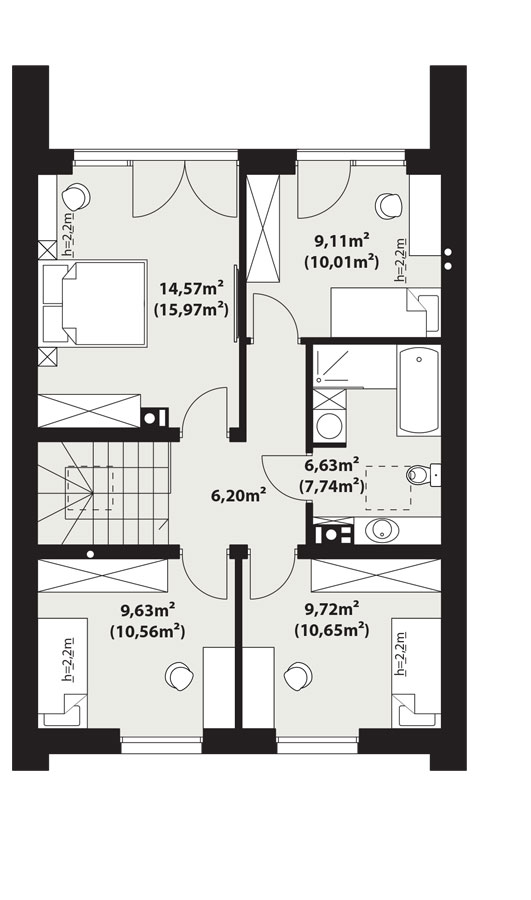 h=2.2m
14,57m²
(15,97m²)
9,11m²
(10,01m²)
h=2.2m
6,63m²
(7,74m²)
6,20m²
9,63m²
(10,56m²)
h=2.2m
9,72m²
(10,65m²)
h=2.2m